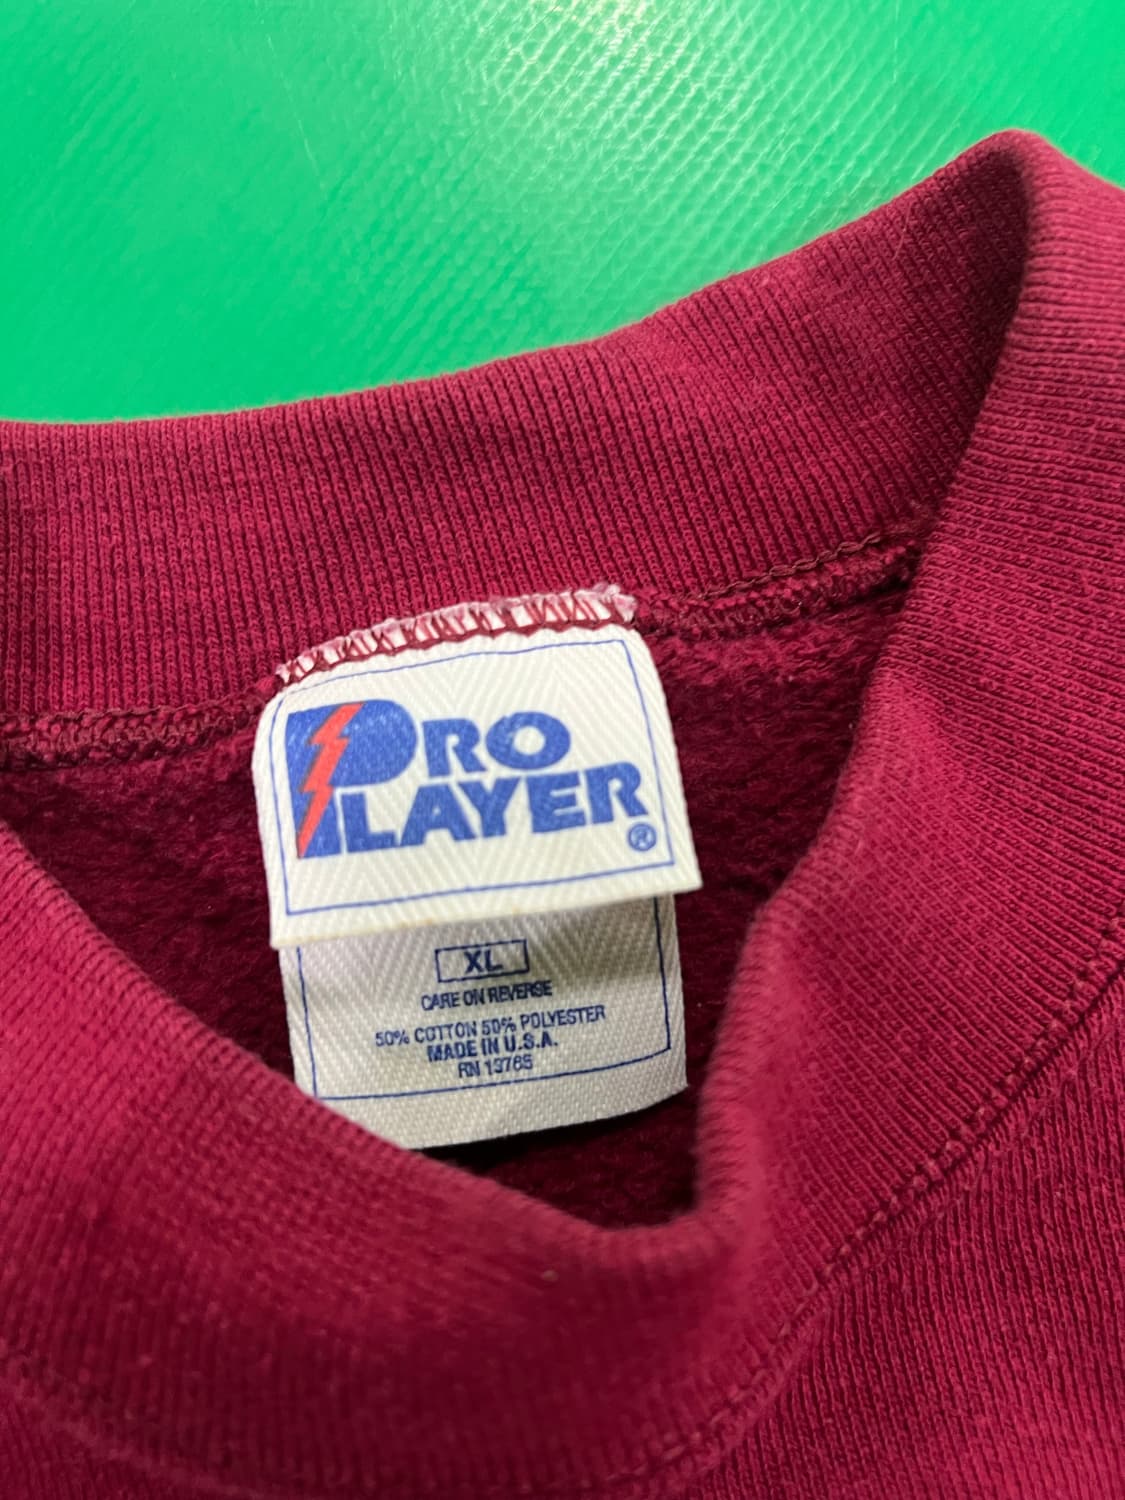 PRO
PLAYER®
XL
CARE ON REVERSE
50% COTTON 50% POLYESTER
MADE IN U.S.A.
RN 13765